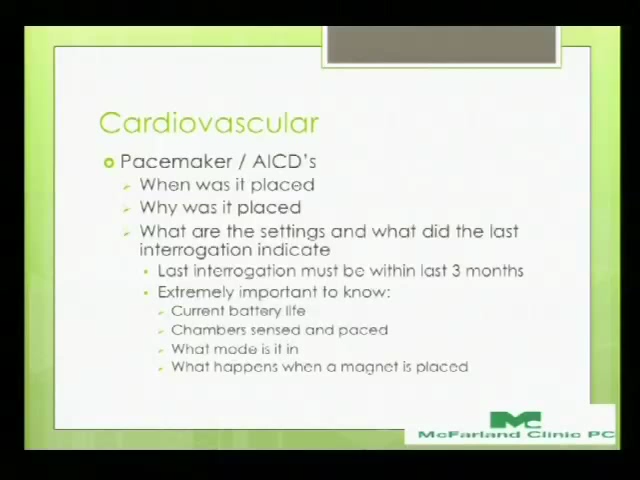 Cardiovascular
Pacemaker / AICD's
When was it placed
Why was it placed
What are the settings and what did the last
interrogation indicate
Last interrogation must be within last 3 months
Extremely important to know:
Current battery life
Chambers sensed and paced
What mode is it in
What happens when a magnet is placed
MC
McFarland Clinic PC